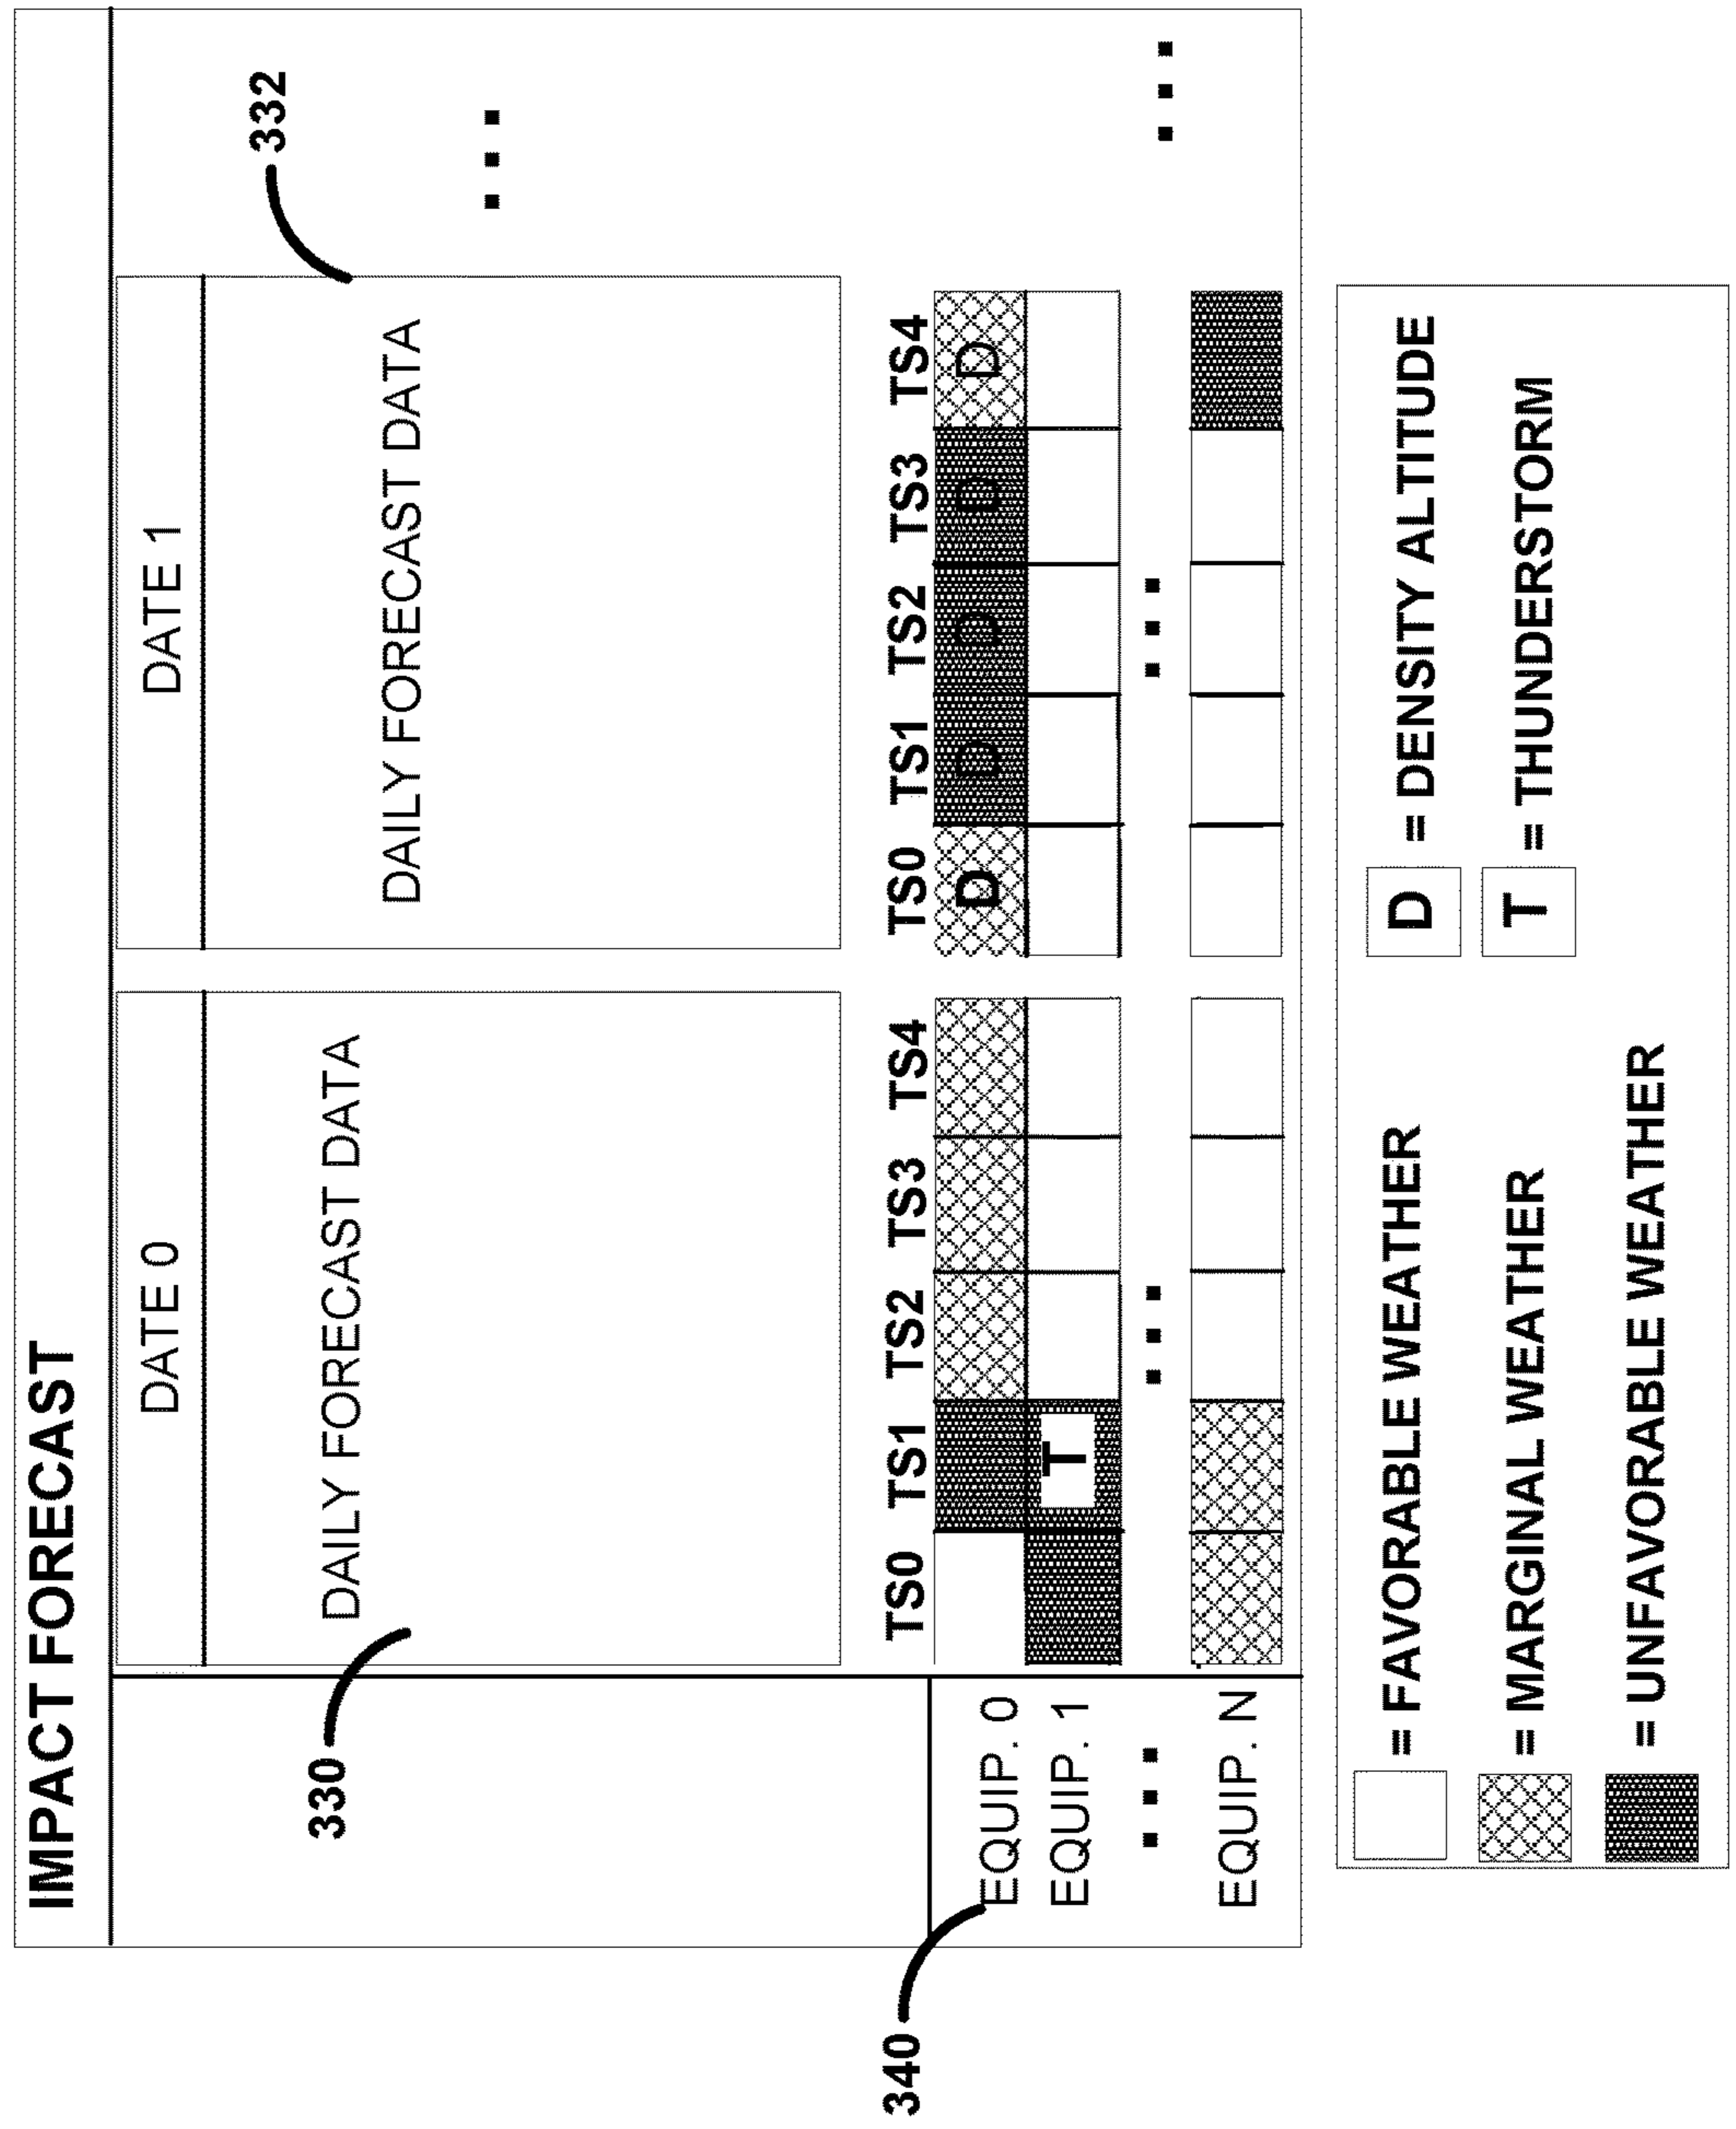 IMPACT FORECAST
DATE 0
DATE 1
332
DAILY FORECAST DATA
DAILY FORECAST DATA
330
TS0 TS1 TS2 TS3 TS4
TS0 TS1 TS2 TS3 TS4
340
EQUIP. 0
D D D D D
EQUIP. 1
T
EQUIP. N
= FAVORABLE WEATHER
D = DENSITY ALTITUDE
= MARGINAL WEATHER
T = THUNDERSTORM
= UNFAVORABLE WEATHER